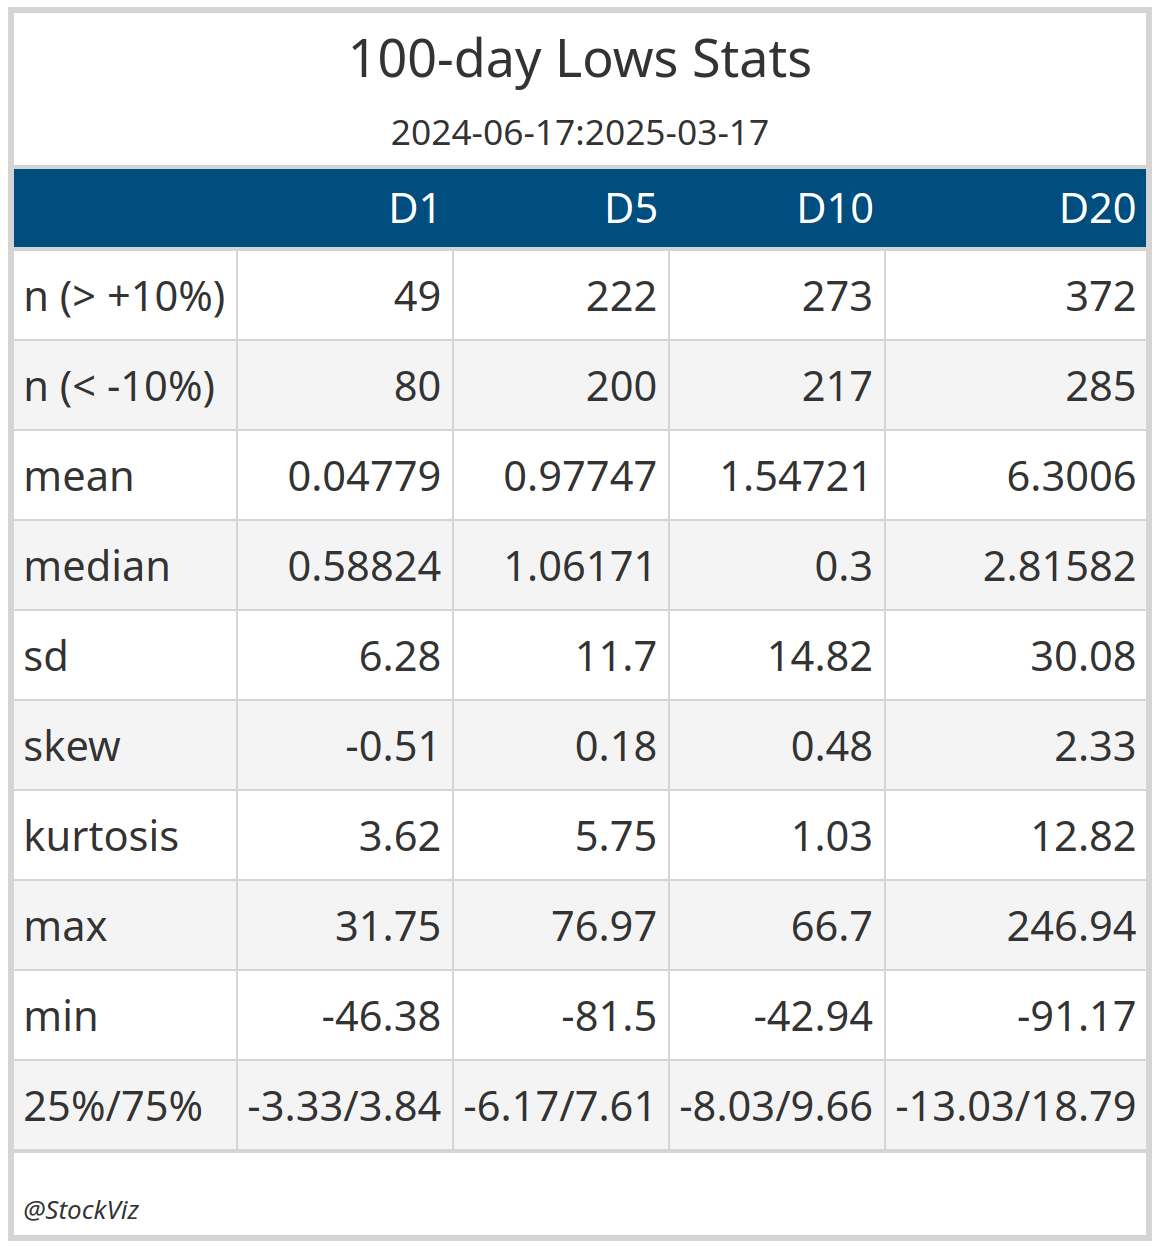 100-day Lows Stats
2024-06-17:2025-03-17
D1 D5 D10 D20
n (> +10%) 49 222 273 372
n (< -10%) 80 200 217 285
mean 0.04779 0.97747 1.54721 6.3006
median 0.58824 1.06171 0.3 2.81582
sd 6.28 11.7 14.82 30.08
skew -0.51 0.18 0.48 2.33
kurtosis 3.62 5.75 1.03 12.82
max 31.75 76.97 66.7 246.94
min -46.38 -81.5 -42.94 -91.17
25%/75% -3.33/3.84 -6.17/7.61 -8.03/9.66 -13.03/18.79
@StockViz